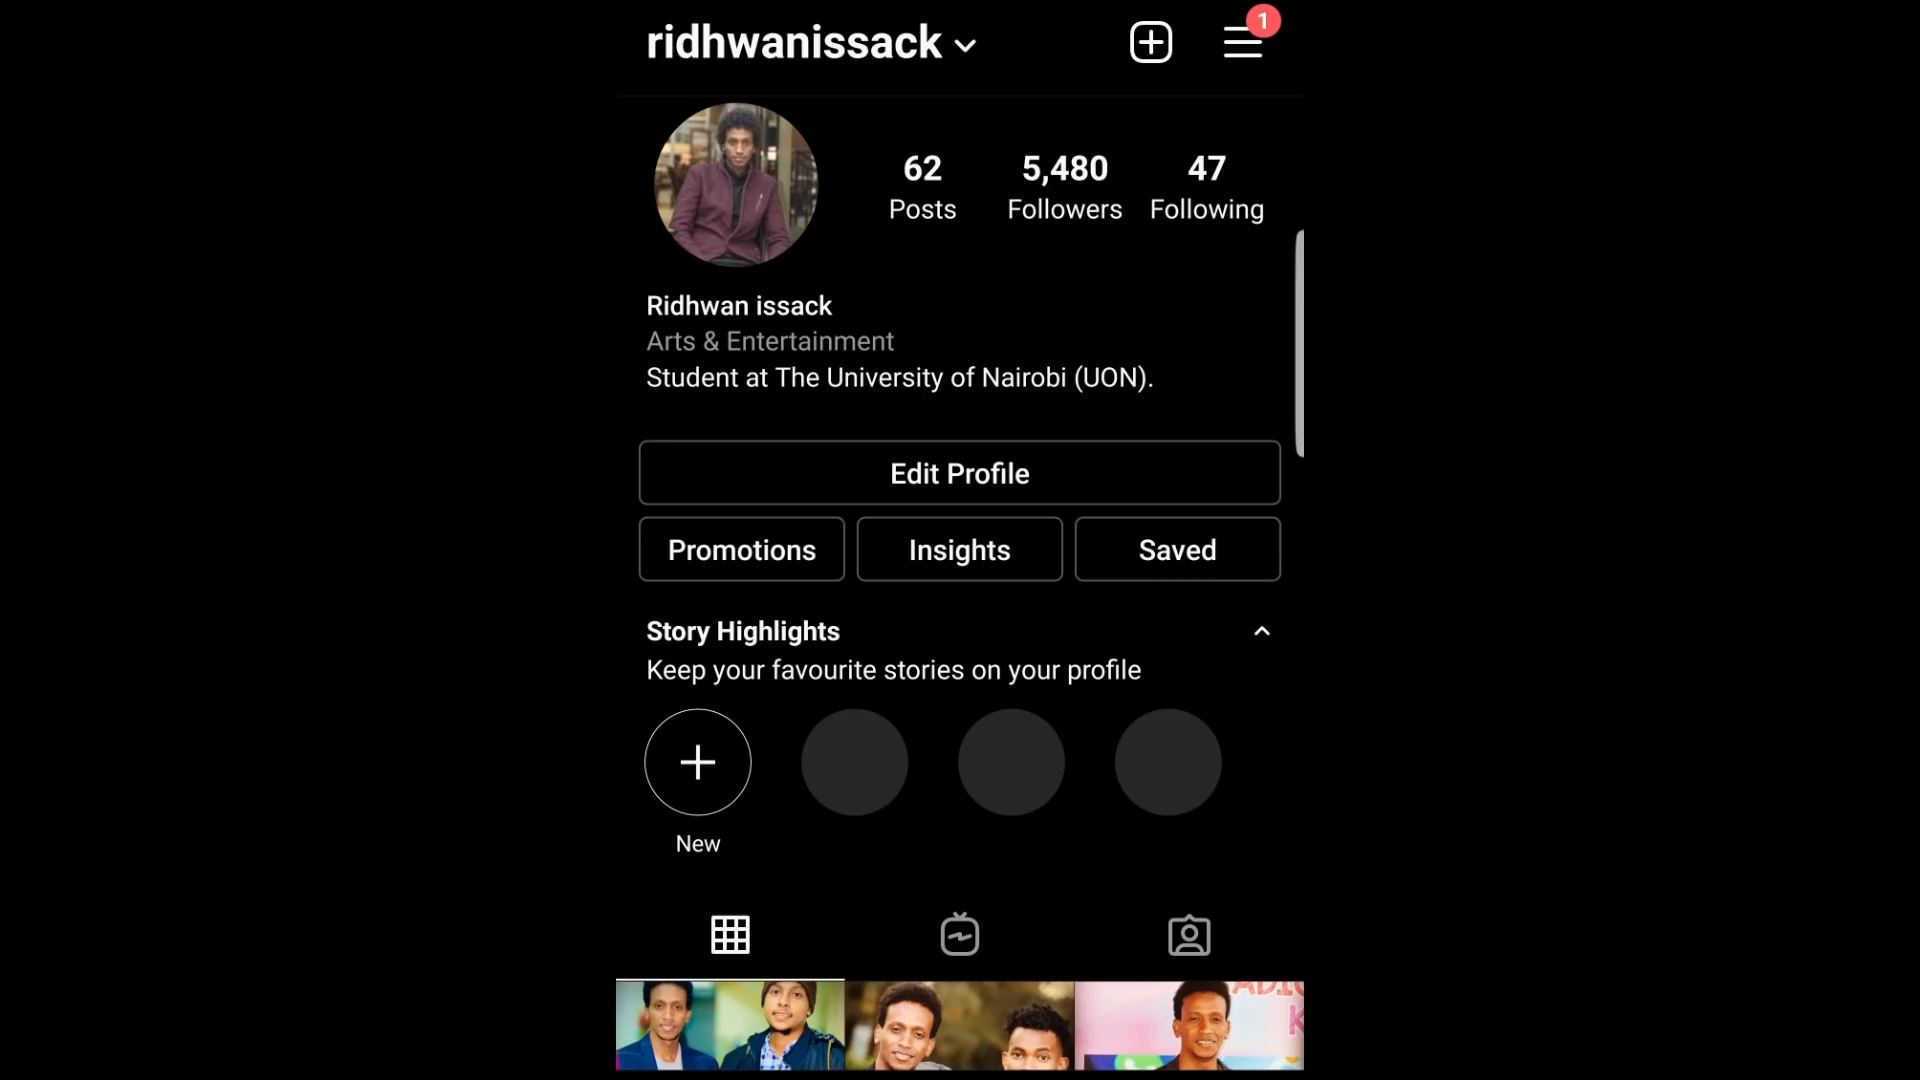 ridhwanissack
1
62
5,480
47
Posts
Followers
Following
Ridhwan issack
Arts & Entertainment
Student at The University of Nairobi (UON).
Edit Profile
Promotions
Insights
Saved
Story Highlights
Keep your favourite stories on your profile
New